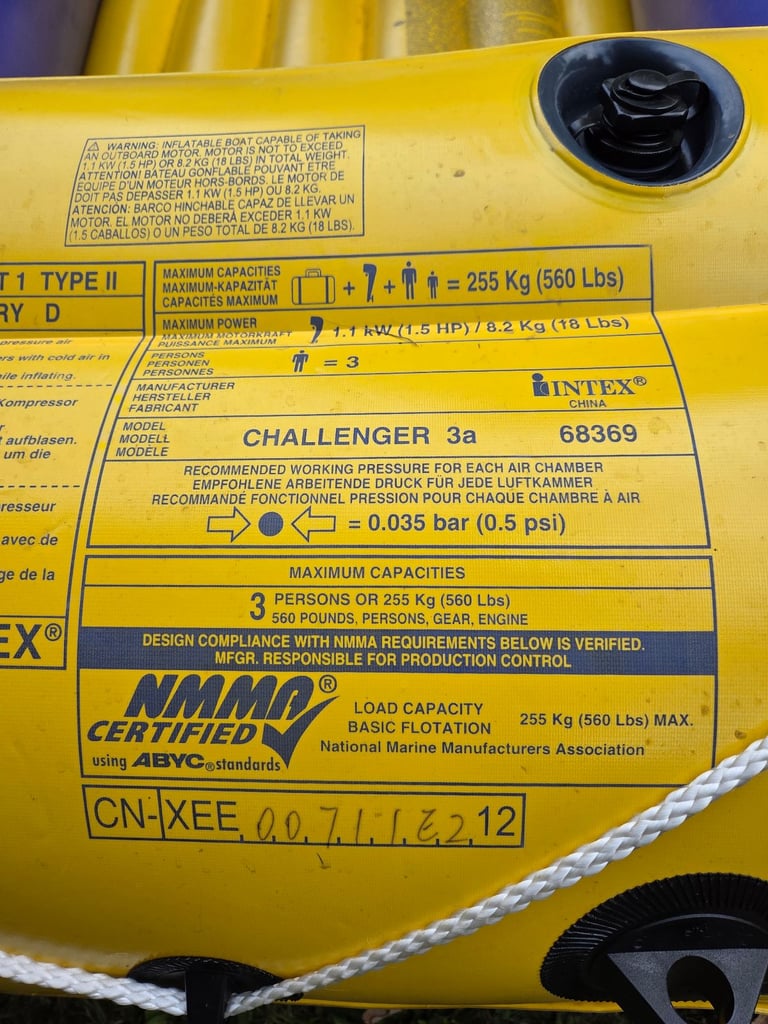 ⚠ WARNING: INFLATABLE BOAT CAPABLE OF TAKING
AN OUTBOARD MOTOR. MOTOR IS NOT TO EXCEED
1.1 KW (1.5 HP) OR 8.2 KG (18 LBS) IN TOTAL WEIGHT.
ATTENTION! BATEAU GONFLABLE POUVANT ETRE
EQUIPE D'UN MOTEUR HORS-BORDS. LE MOTOR DE
DOIT PAS DEPASSER 1.1 KW (1.5 HP) OU 8.2 KG.
ATENCIÓN: BARCO HINCHABLE CAPAZ DE LLEVAR UN
MOTOR. EL MOTOR NO DEBERÁ EXCEDER 1.1 KW
(1.5 CABALLOS) O UN PESO TOTAL DE 8.2 KG (18 LBS).
T 1 TYPE II
RY D
pressure air
ers with cold air in
ile inflating.
Kompressor
r
t aufblasen.
um die
resseur
avec de
ge de la
EX®
MAXIMUM CAPACITIES
MAXIMUM-KAPAZITÄT
CAPACITÉS MAXIMUM
+ + = 255 Kg (560 Lbs)
MAXIMUM POWER
MAXIMUM MOTORKRAFT
PUISSANCE MAXIMUM
1.1 kW (1.5 HP) / 8.2 Kg (18 Lbs)
PERSONS
PERSONEN
PERSONNES
= 3
MANUFACTURER
HERSTELLER
FABRICANT
INTEX®
CHINA
MODEL
MODELL
MODÈLE
CHALLENGER 3a 68369
RECOMMENDED WORKING PRESSURE FOR EACH AIR CHAMBER
EMPFOHLENE ARBEITENDE DRUCK FÜR JEDE LUFTKAMMER
RECOMMANDÉ FONCTIONNEL PRESSION POUR CHAQUE CHAMBRE À AIR
= 0.035 bar (0.5 psi)
MAXIMUM CAPACITIES
3 PERSONS OR 255 Kg (560 Lbs)
560 POUNDS, PERSONS, GEAR, ENGINE
DESIGN COMPLIANCE WITH NMMA REQUIREMENTS BELOW IS VERIFIED.
MFGR. RESPONSIBLE FOR PRODUCTION CONTROL
NMMA®
CERTIFIED
using ABYC® standards
LOAD CAPACITY
BASIC FLOTATION
255 Kg (560 Lbs) MAX.
National Marine Manufacturers Association
CN-XEE 00711E212